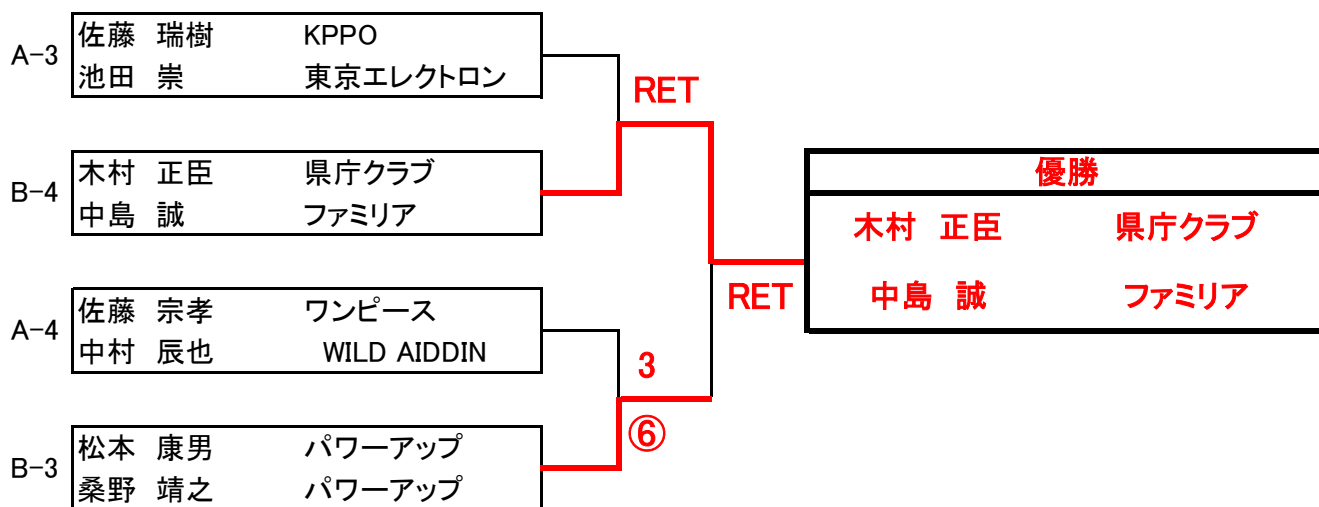 A-3
佐藤 瑞樹 KPPO
池田 崇 東京エレクトロン
RET
B-4
木村 正臣 県庁クラブ
中島 誠 ファミリア
優勝
木村 正臣 県庁クラブ
中島 誠 ファミリア
RET
A-4
佐藤 宗孝 ワンピース
中村 辰也 WILD AIDDIN
3
⑥
B-3
松本 康男 パワーアップ
桑野 靖之 パワーアップ